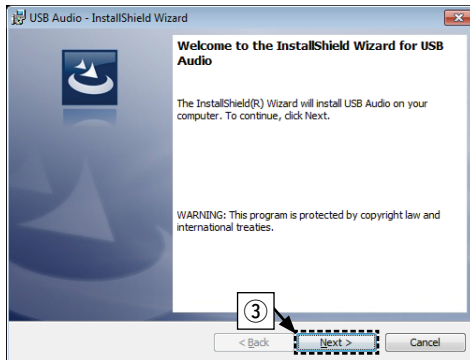 USB Audio - InstallShield Wizard
Welcome to the InstallShield Wizard for USB
Audio
The InstallShield(R) Wizard will install USB Audio on your
computer. To continue, click Next.
WARNING: This program is protected by copyright law and
international treaties.
③
< Back Next > Cancel